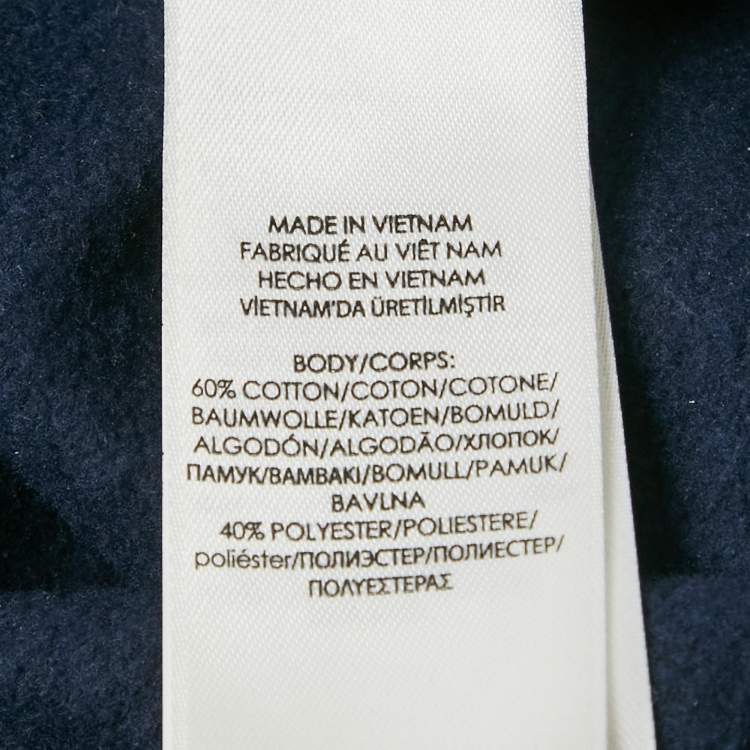 MADE IN VIETNAM
FABRIQUÉ AU VIÊT NAM
HECHO EN VIETNAM
VİETNAM'DA ÜRETİLMİŞTİR
BODY/CORPS:
60% COTTON/COTON/COTONE/
BAUMWOLLE/KATOEN/BOMULD/
ALGODÓN/ALGODÃO/ХЛОПОК/
ПАМУК/ΒΑΜΒΑΚΙ/BOMULL/PAMUK/
BAVLNA
40% POLYESTER/POLIESTERE/
poliéster/ПОЛИЭСТЕР/ПОЛИЕСТЕР/
ΠΟΛΥΕΣΤΕΡΑΣ